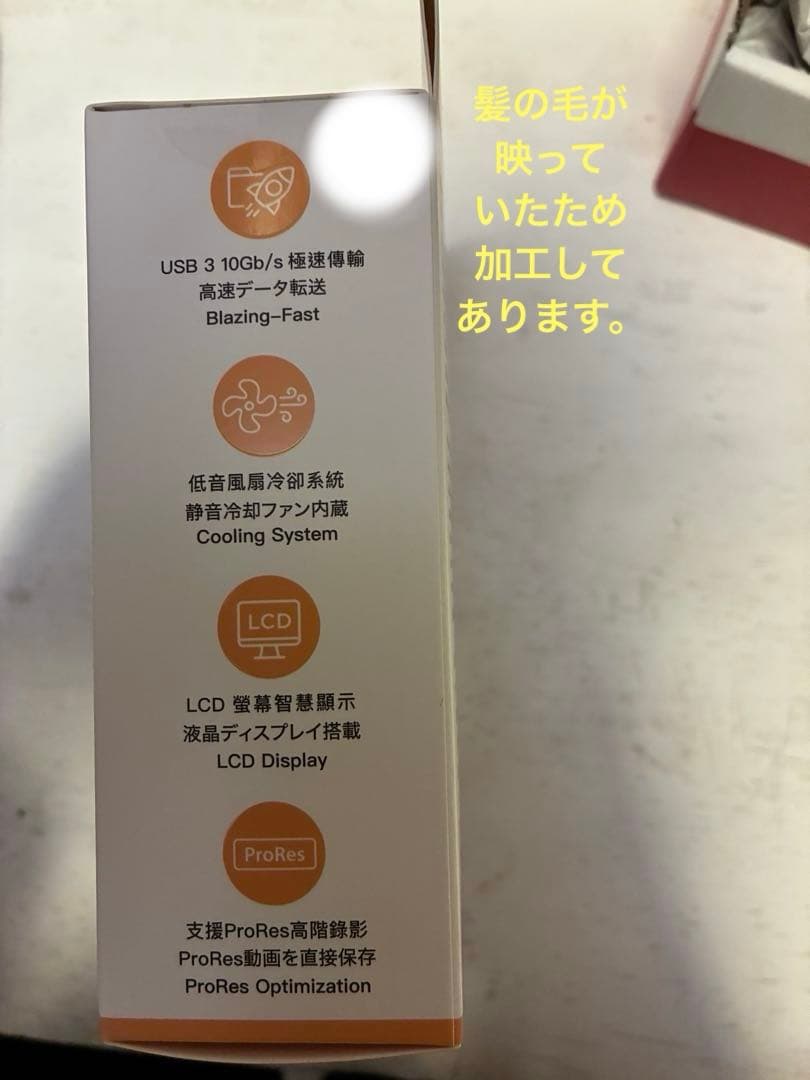 髪の毛が
映って
いたため
加工して
あります。
USB 3 10Gb/s 極速傳輸
高速データ転送
Blazing-Fast
低音風扇冷卻系統
静音冷却ファン内蔵
Cooling System
LCD
LCD 螢幕智慧顯示
液晶ディスプレイ搭載
LCD Display
ProRes
支援ProRes高階錄影
ProRes動画を直接保存
ProRes Optimization